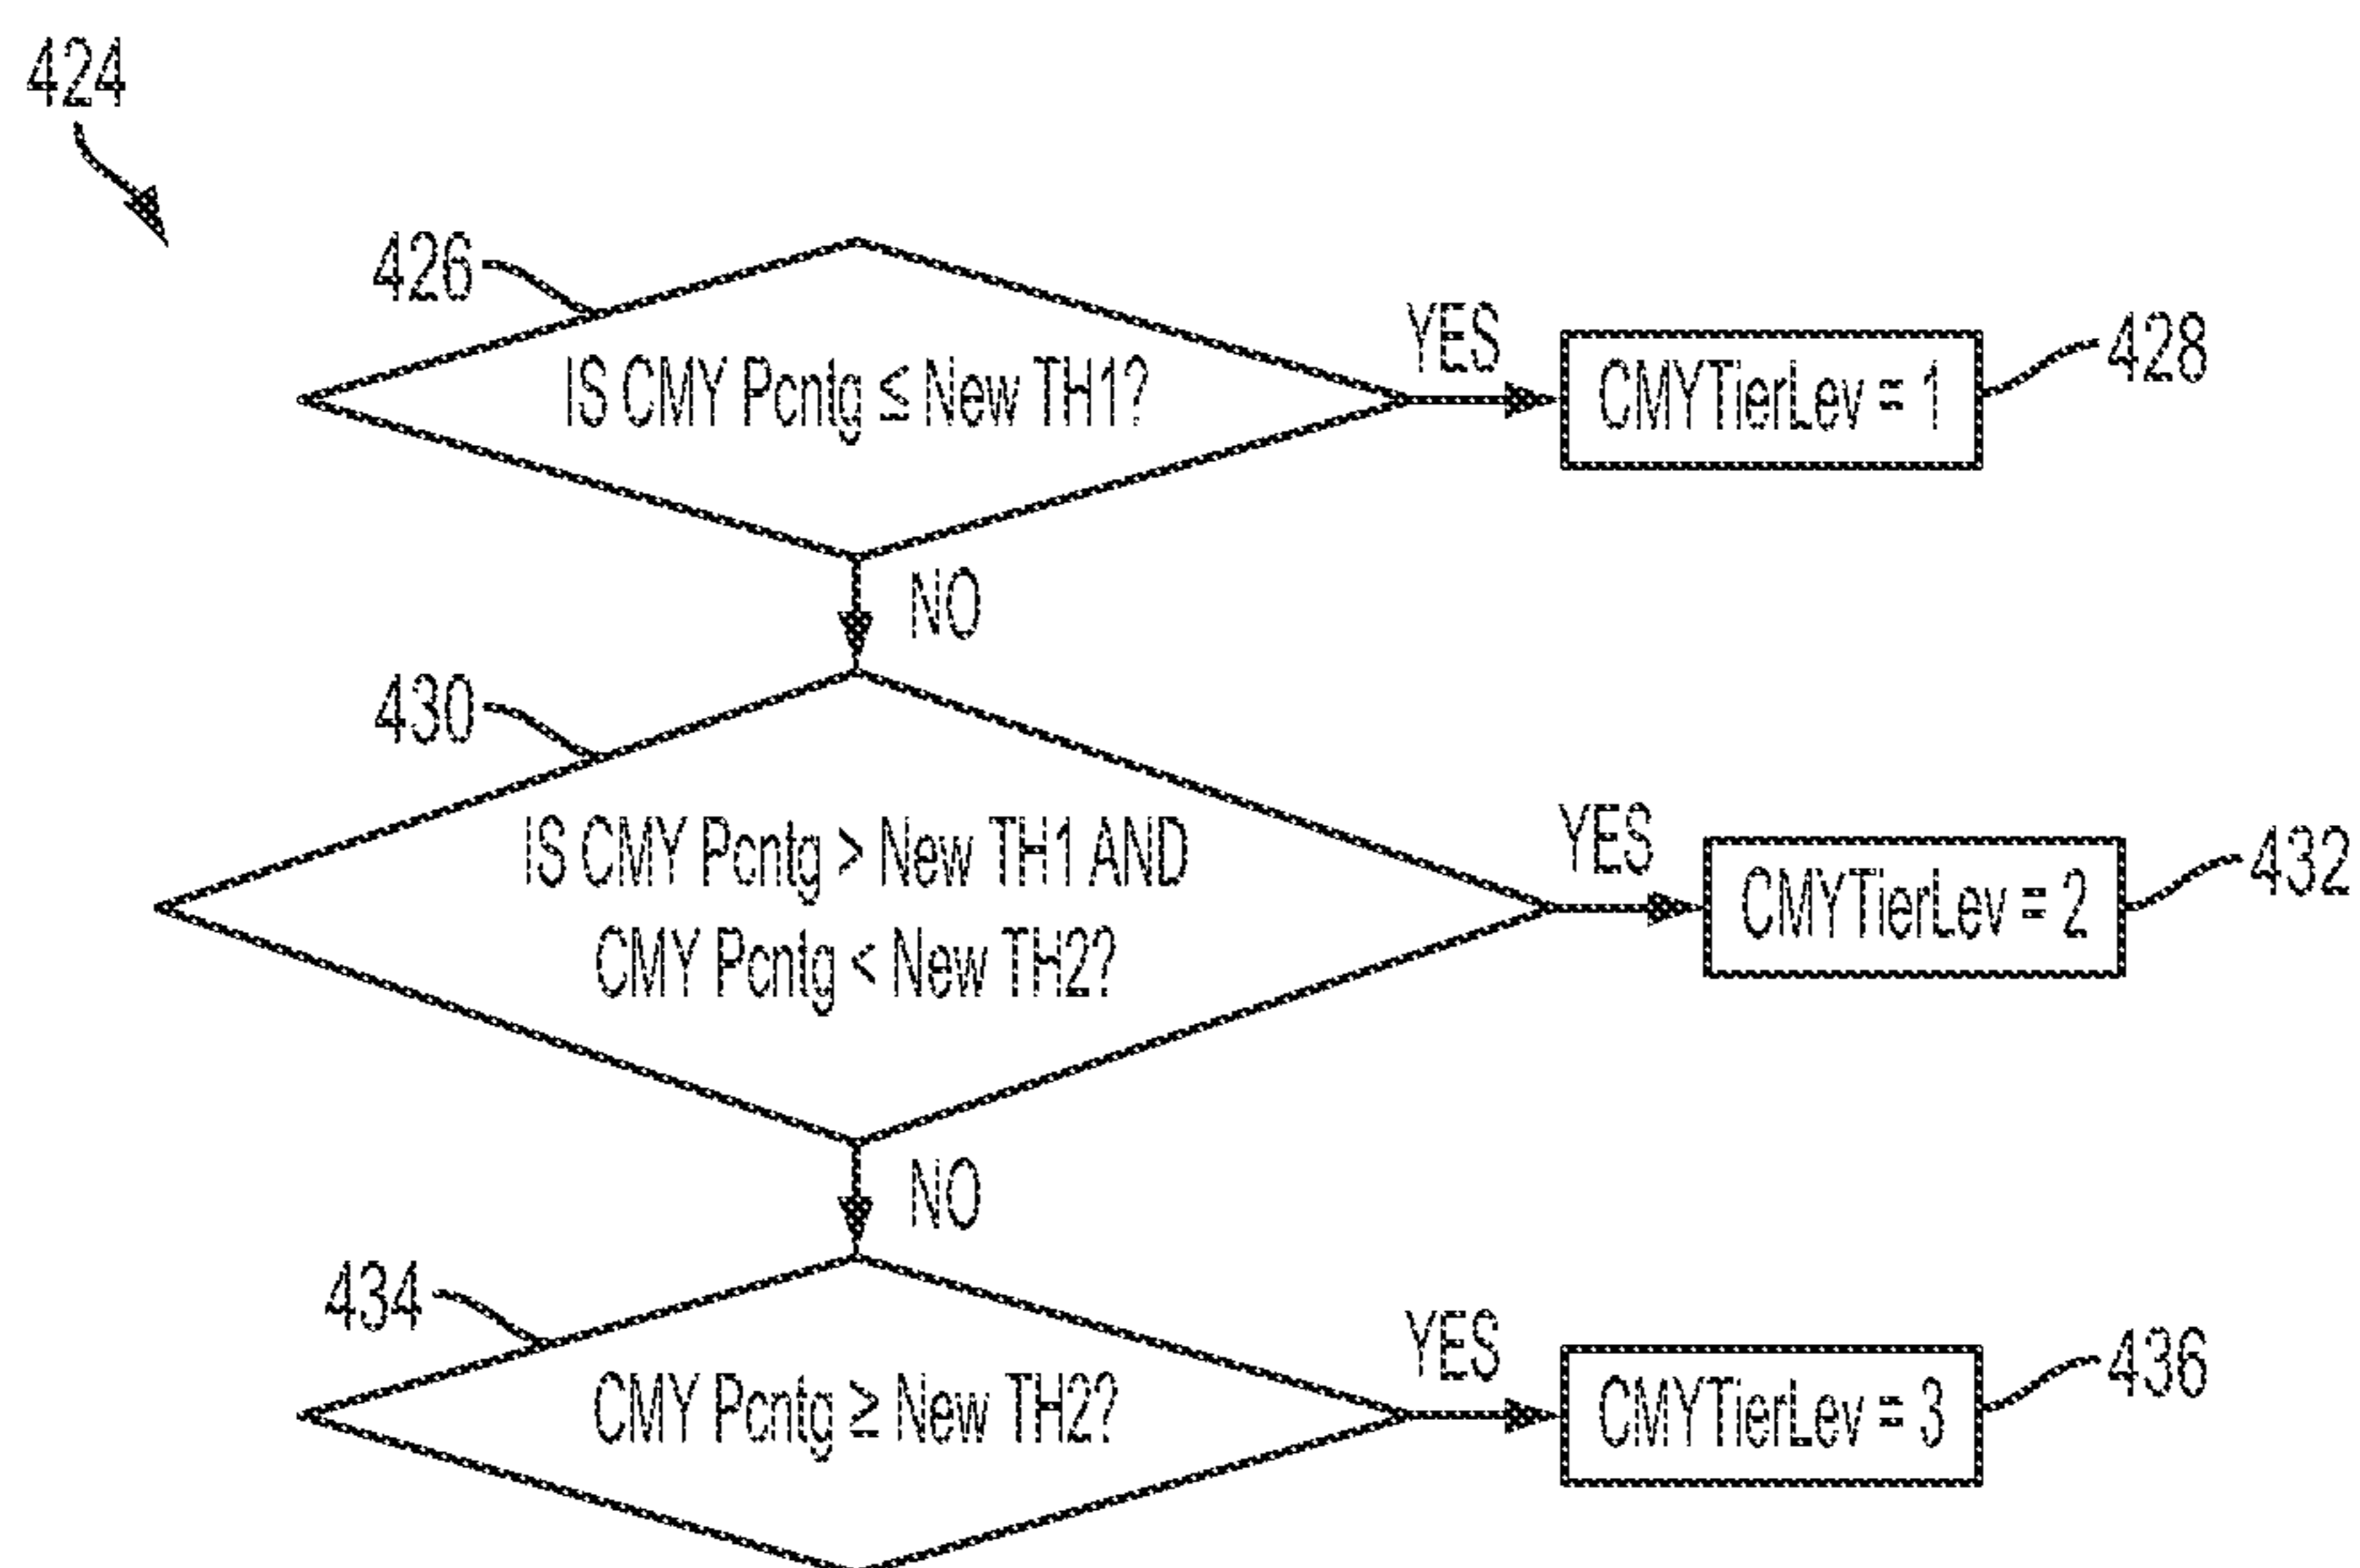 424
426
IS CMY Pcntg ≤ New TH1?
YES
CMYTierLev = 1
428
NO
430
IS CMY Pcntg > New TH1 AND
CMY Pcntg < New TH2?
YES
CMYTierLev = 2
432
NO
434
CMY Pcntg ≥ New TH2?
YES
CMYTierLev = 3
436